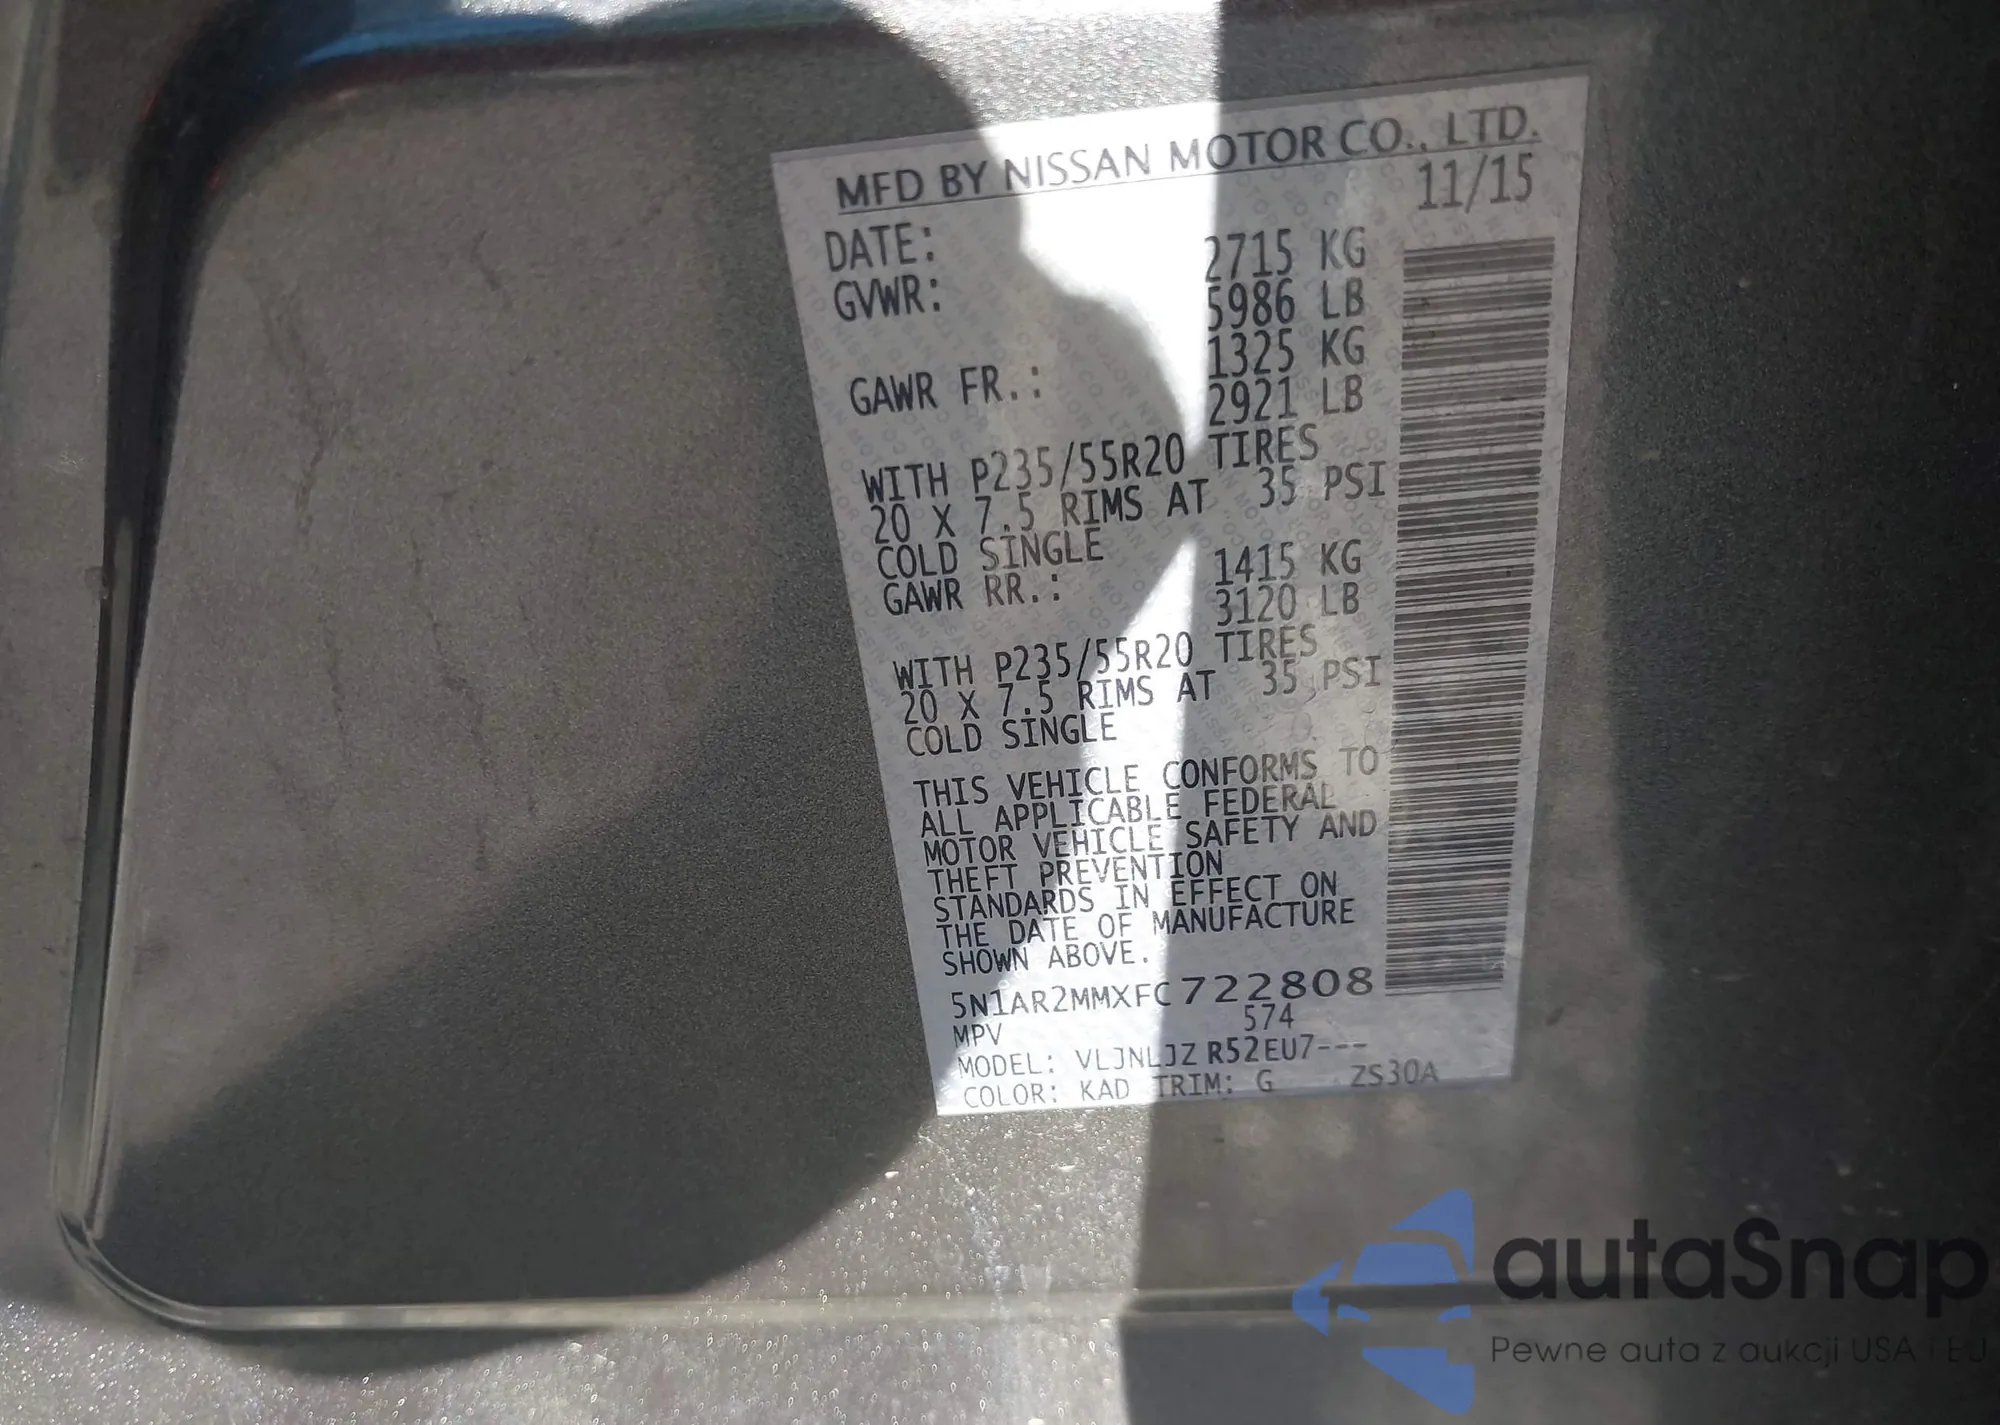 MFD BY NISSAN MOTOR CO., LTD.
DATE: 11/15
GVWR: 2715 KG
5986 LB
GAWR FR.: 1325 KG
2921 LB
WITH P235/55R20 TIRES
20 X 7.5 RIMS AT 35 PSI
COLD SINGLE
GAWR RR.: 1415 KG
3120 LB
WITH P235/55R20 TIRES
20 X 7.5 RIMS AT 35 PSI
COLD SINGLE
THIS VEHICLE CONFORMS TO
ALL APPLICABLE FEDERAL
MOTOR VEHICLE SAFETY AND
THEFT PREVENTION
STANDARDS IN EFFECT ON
THE DATE OF MANUFACTURE
SHOWN ABOVE.
5N1AR2MMXFC722808
MPV 574
MODEL: VLJNLJZ R52EU7---
COLOR: KAD TRIM: G ZS30A
autaSnap
Pewne auta z aukcji USA i EU